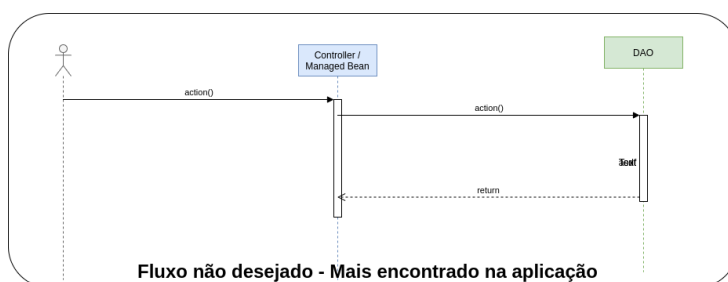 Controller /
Managed Bean
DAO
action()
action()
return
Fluxo não desejado - Mais encontrado na aplicação